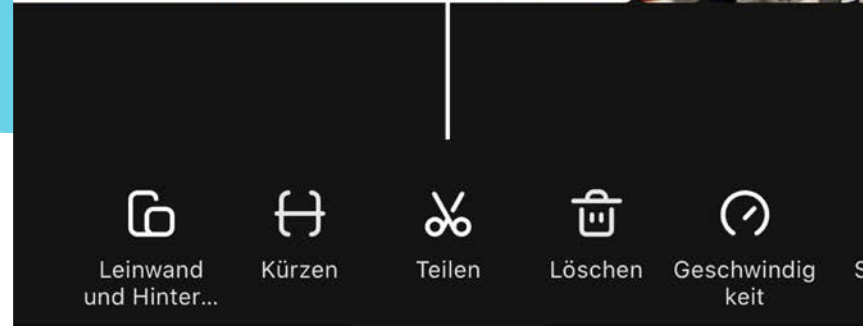 Leinwand
und Hinter...
Kürzen
Teilen
Löschen
Geschwindig
keit
S